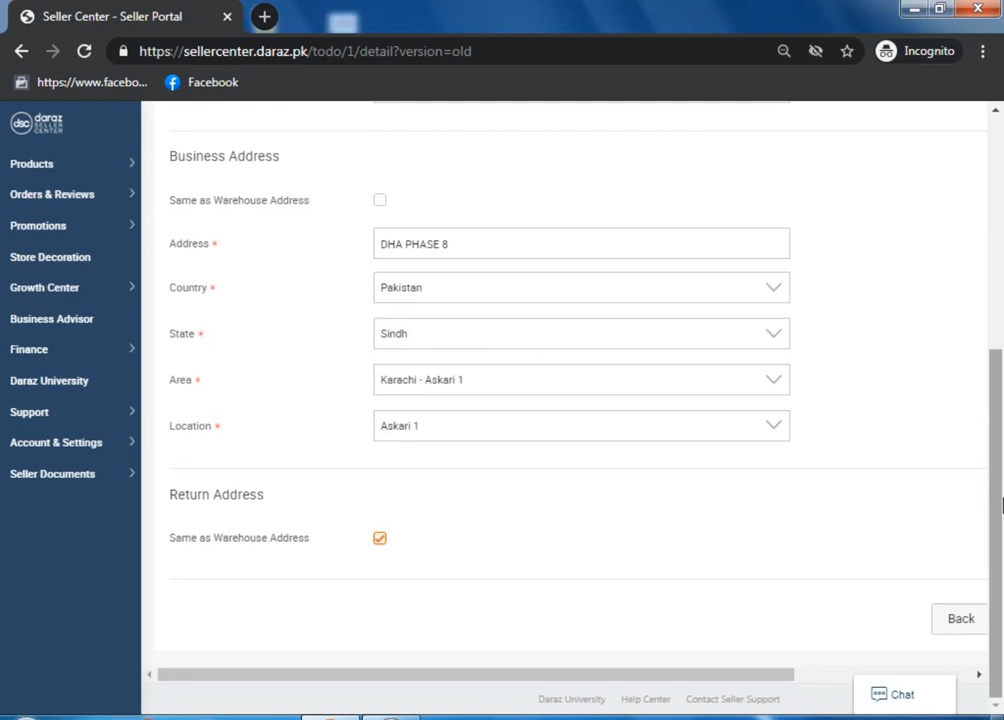 Seller Center - Seller Portal
https://sellercenter.daraz.pk/todo/1/detail?version=old
Incognito
https://www.facebo...
Facebook
dsc daraz SELLER CENTER
Products
Orders & Reviews
Promotions
Store Decoration
Growth Center
Business Advisor
Finance
Daraz University
Support
Account & Settings
Seller Documents
Business Address
Same as Warehouse Address
Address * DHA PHASE 8
Country * Pakistan
State * Sindh
Area * Karachi - Askari 1
Location * Askari 1
Return Address
Same as Warehouse Address
Back
Daraz University Help Center Contact Seller Support
Chat